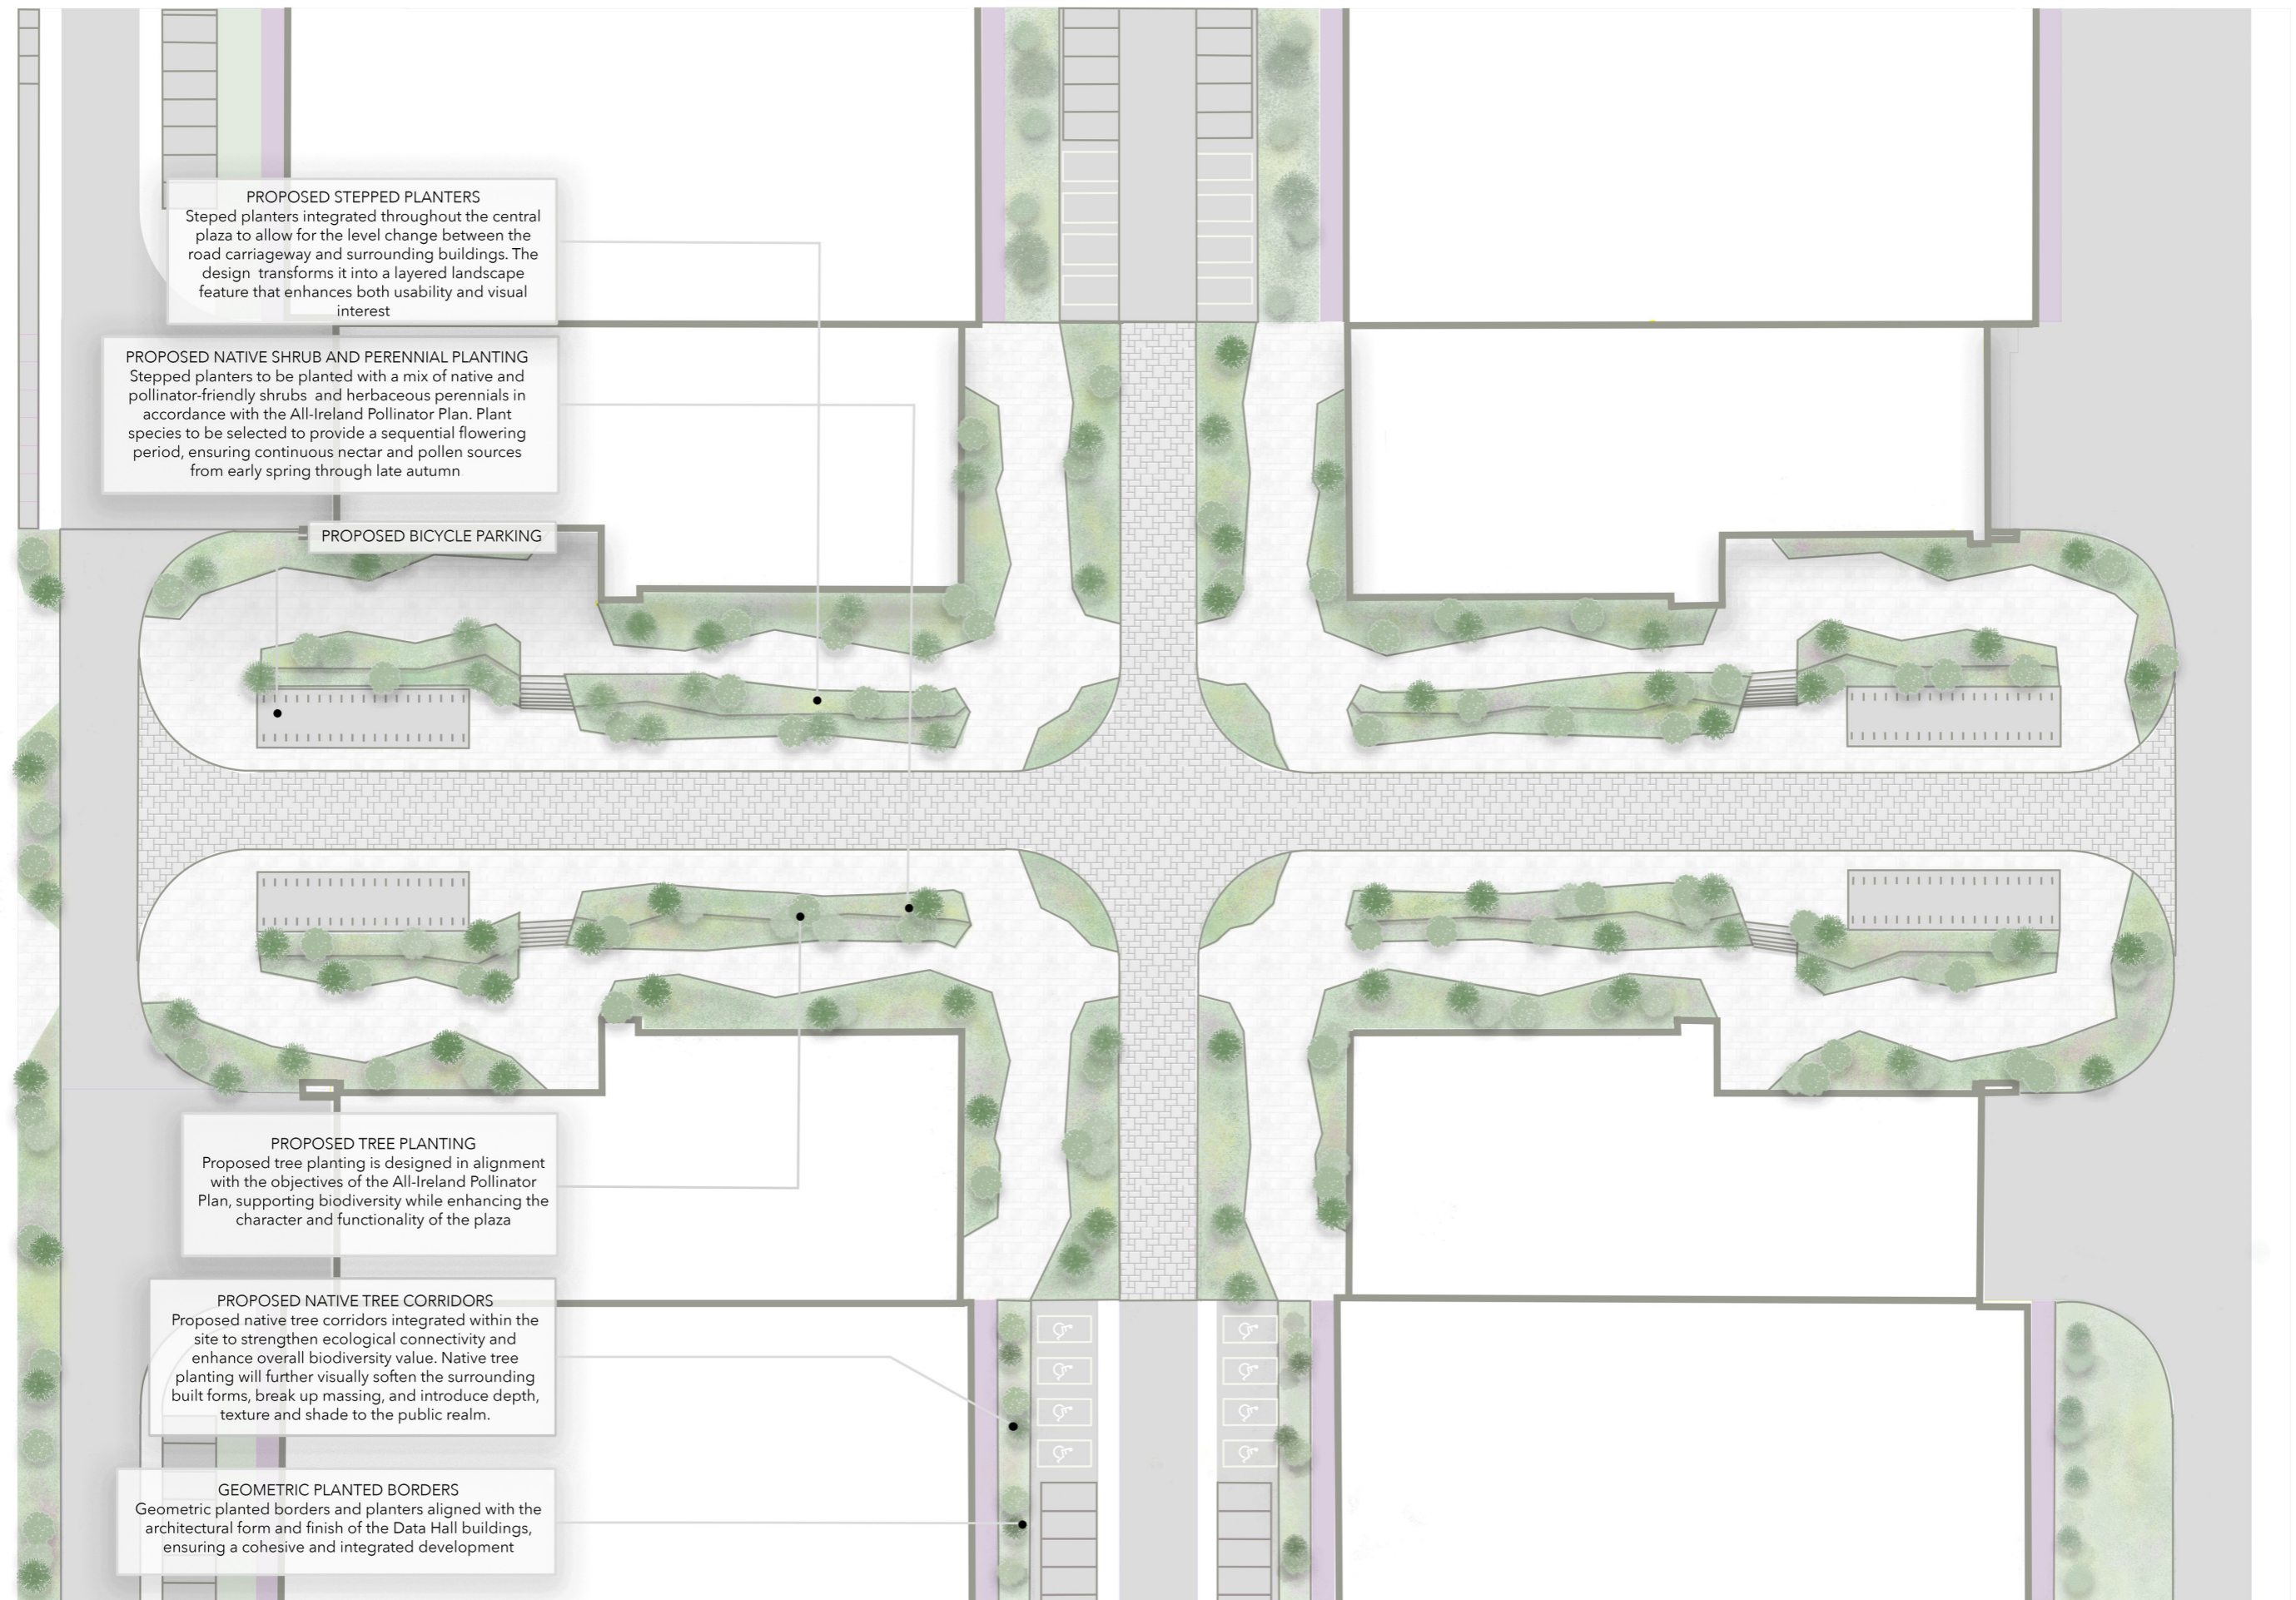 PROPOSED STEPPED PLANTERS
Steped planters integrated throughout the central
plaza to allow for the level change between the
road carriageway and surrounding buildings. The
design transforms it into a layered landscape
feature that enhances both usability and visual
interest
PROPOSED NATIVE SHRUB AND PERENNIAL PLANTING
Stepped planters to be planted with a mix of native and
pollinator-friendly shrubs and herbaceous perennials in
accordance with the All-Ireland Pollinator Plan. Plant
species to be selected to provide a sequential flowering
period, ensuring continuous nectar and pollen sources
from early spring through late autumn
PROPOSED BICYCLE PARKING
PROPOSED TREE PLANTING
Proposed tree planting is designed in alignment
with the objectives of the All-Ireland Pollinator
Plan, supporting biodiversity while enhancing the
character and functionality of the plaza
PROPOSED NATIVE TREE CORRIDORS
Proposed native tree corridors integrated within the
site to strengthen ecological connectivity and
enhance overall biodiversity value. Native tree
planting will further visually soften the surrounding
built forms, break up massing, and introduce depth,
texture and shade to the public realm.
GEOMETRIC PLANTED BORDERS
Geometric planted borders and planters aligned with the
architectural form and finish of the Data Hall buildings,
ensuring a cohesive and integrated development